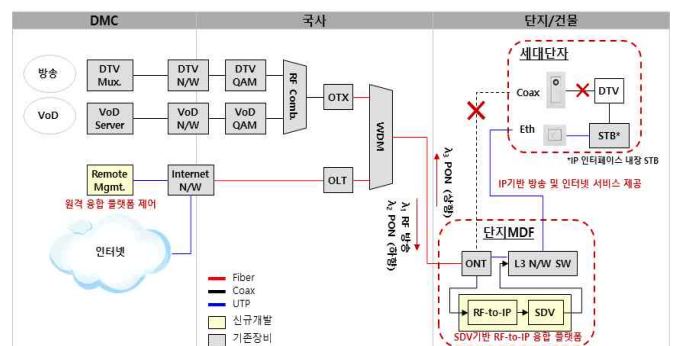 DMC
국사
단지/건물
방송
DTV
Mux.
DTV
N/W
DTV
QAM
RF Comb.
OTX
WDM
VoD
VoD
Server
VoD
N/W
VoD
QAM
Remote
Mgmt.
Internet
N/W
OLT
원격 융합 플랫폼 제어
인터넷
Fiber
Coax
UTP
신규개발
기존장비
λ₁ RF 방송
λ₂ PON (하향)
λ₃ PON (상향)
세대단자
Coax
DTV
Eth
STB*
*IP 인터페이스 내장 STB
IP기반 방송 및 인터넷 서비스 제공
단지MDF
ONT
L3 N/W SW
RF-to-IP
SDV
SDV기반 RF-to-IP 융합 플랫폼